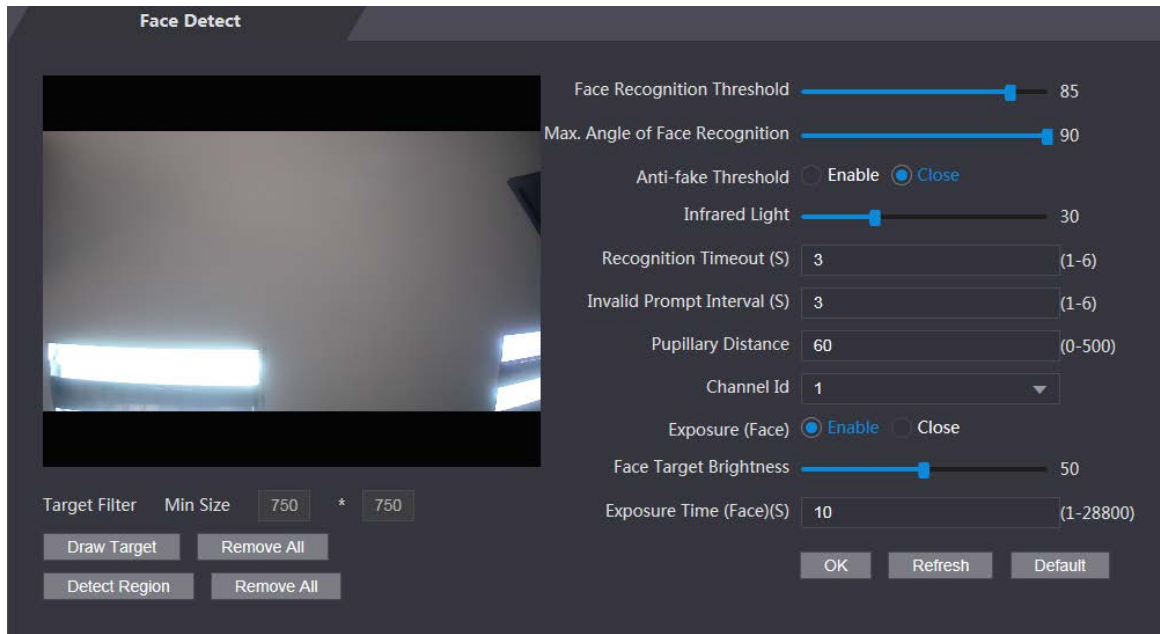 Face Detect
Face Recognition Threshold 85
Max. Angle of Face Recognition 90
Anti-fake Threshold Enable Close
Infrared Light 30
Recognition Timeout (S) 3 (1-6)
Invalid Prompt Interval (S) 3 (1-6)
Pupillary Distance 60 (0-500)
Channel Id 1
Exposure (Face) Enable Close
Face Target Brightness 50
Exposure Time (Face)(S) 10 (1-28800)
OK Refresh Default
Target Filter Min Size 750 * 750
Draw Target Remove All
Detect Region Remove All